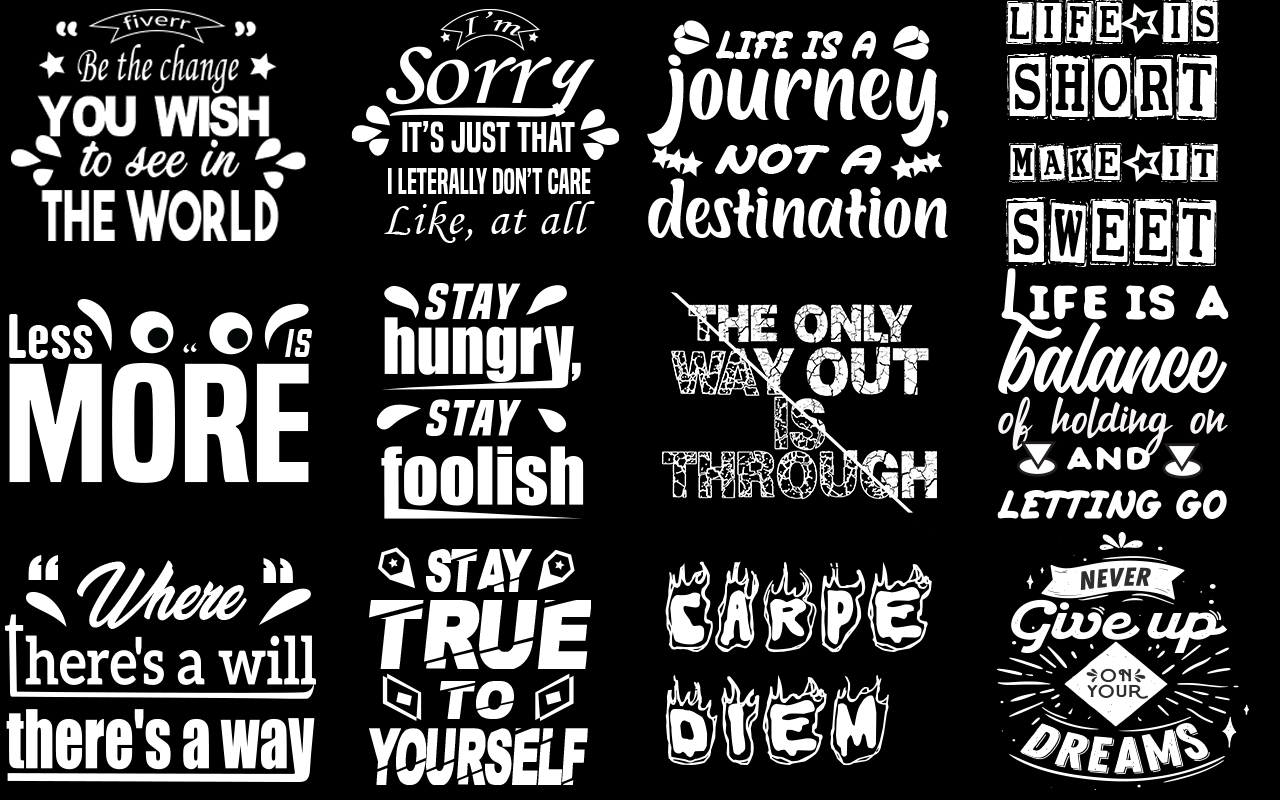 fiverr
Be the change
YOU WISH
to see in
THE WORLD
I'm
Sorry
IT'S JUST THAT
I LETERALLY DON'T CARE
Like, at all
LIFE IS A
journey,
NOT A
destination
LIFE IS
SHORT
MAKE IT
SWEET
Less IS
MORE
STAY
hungry,
STAY
foolish
THE ONLY
WAY OUT
IS
THROUGH
LIFE IS A
balance
of holding on
AND
LETTING GO
Where
there's a will
there's a way
STAY
TRUE
TO
YOURSELF
CARPE
DIEM
NEVER
Give up
ON
YOUR
DREAMS